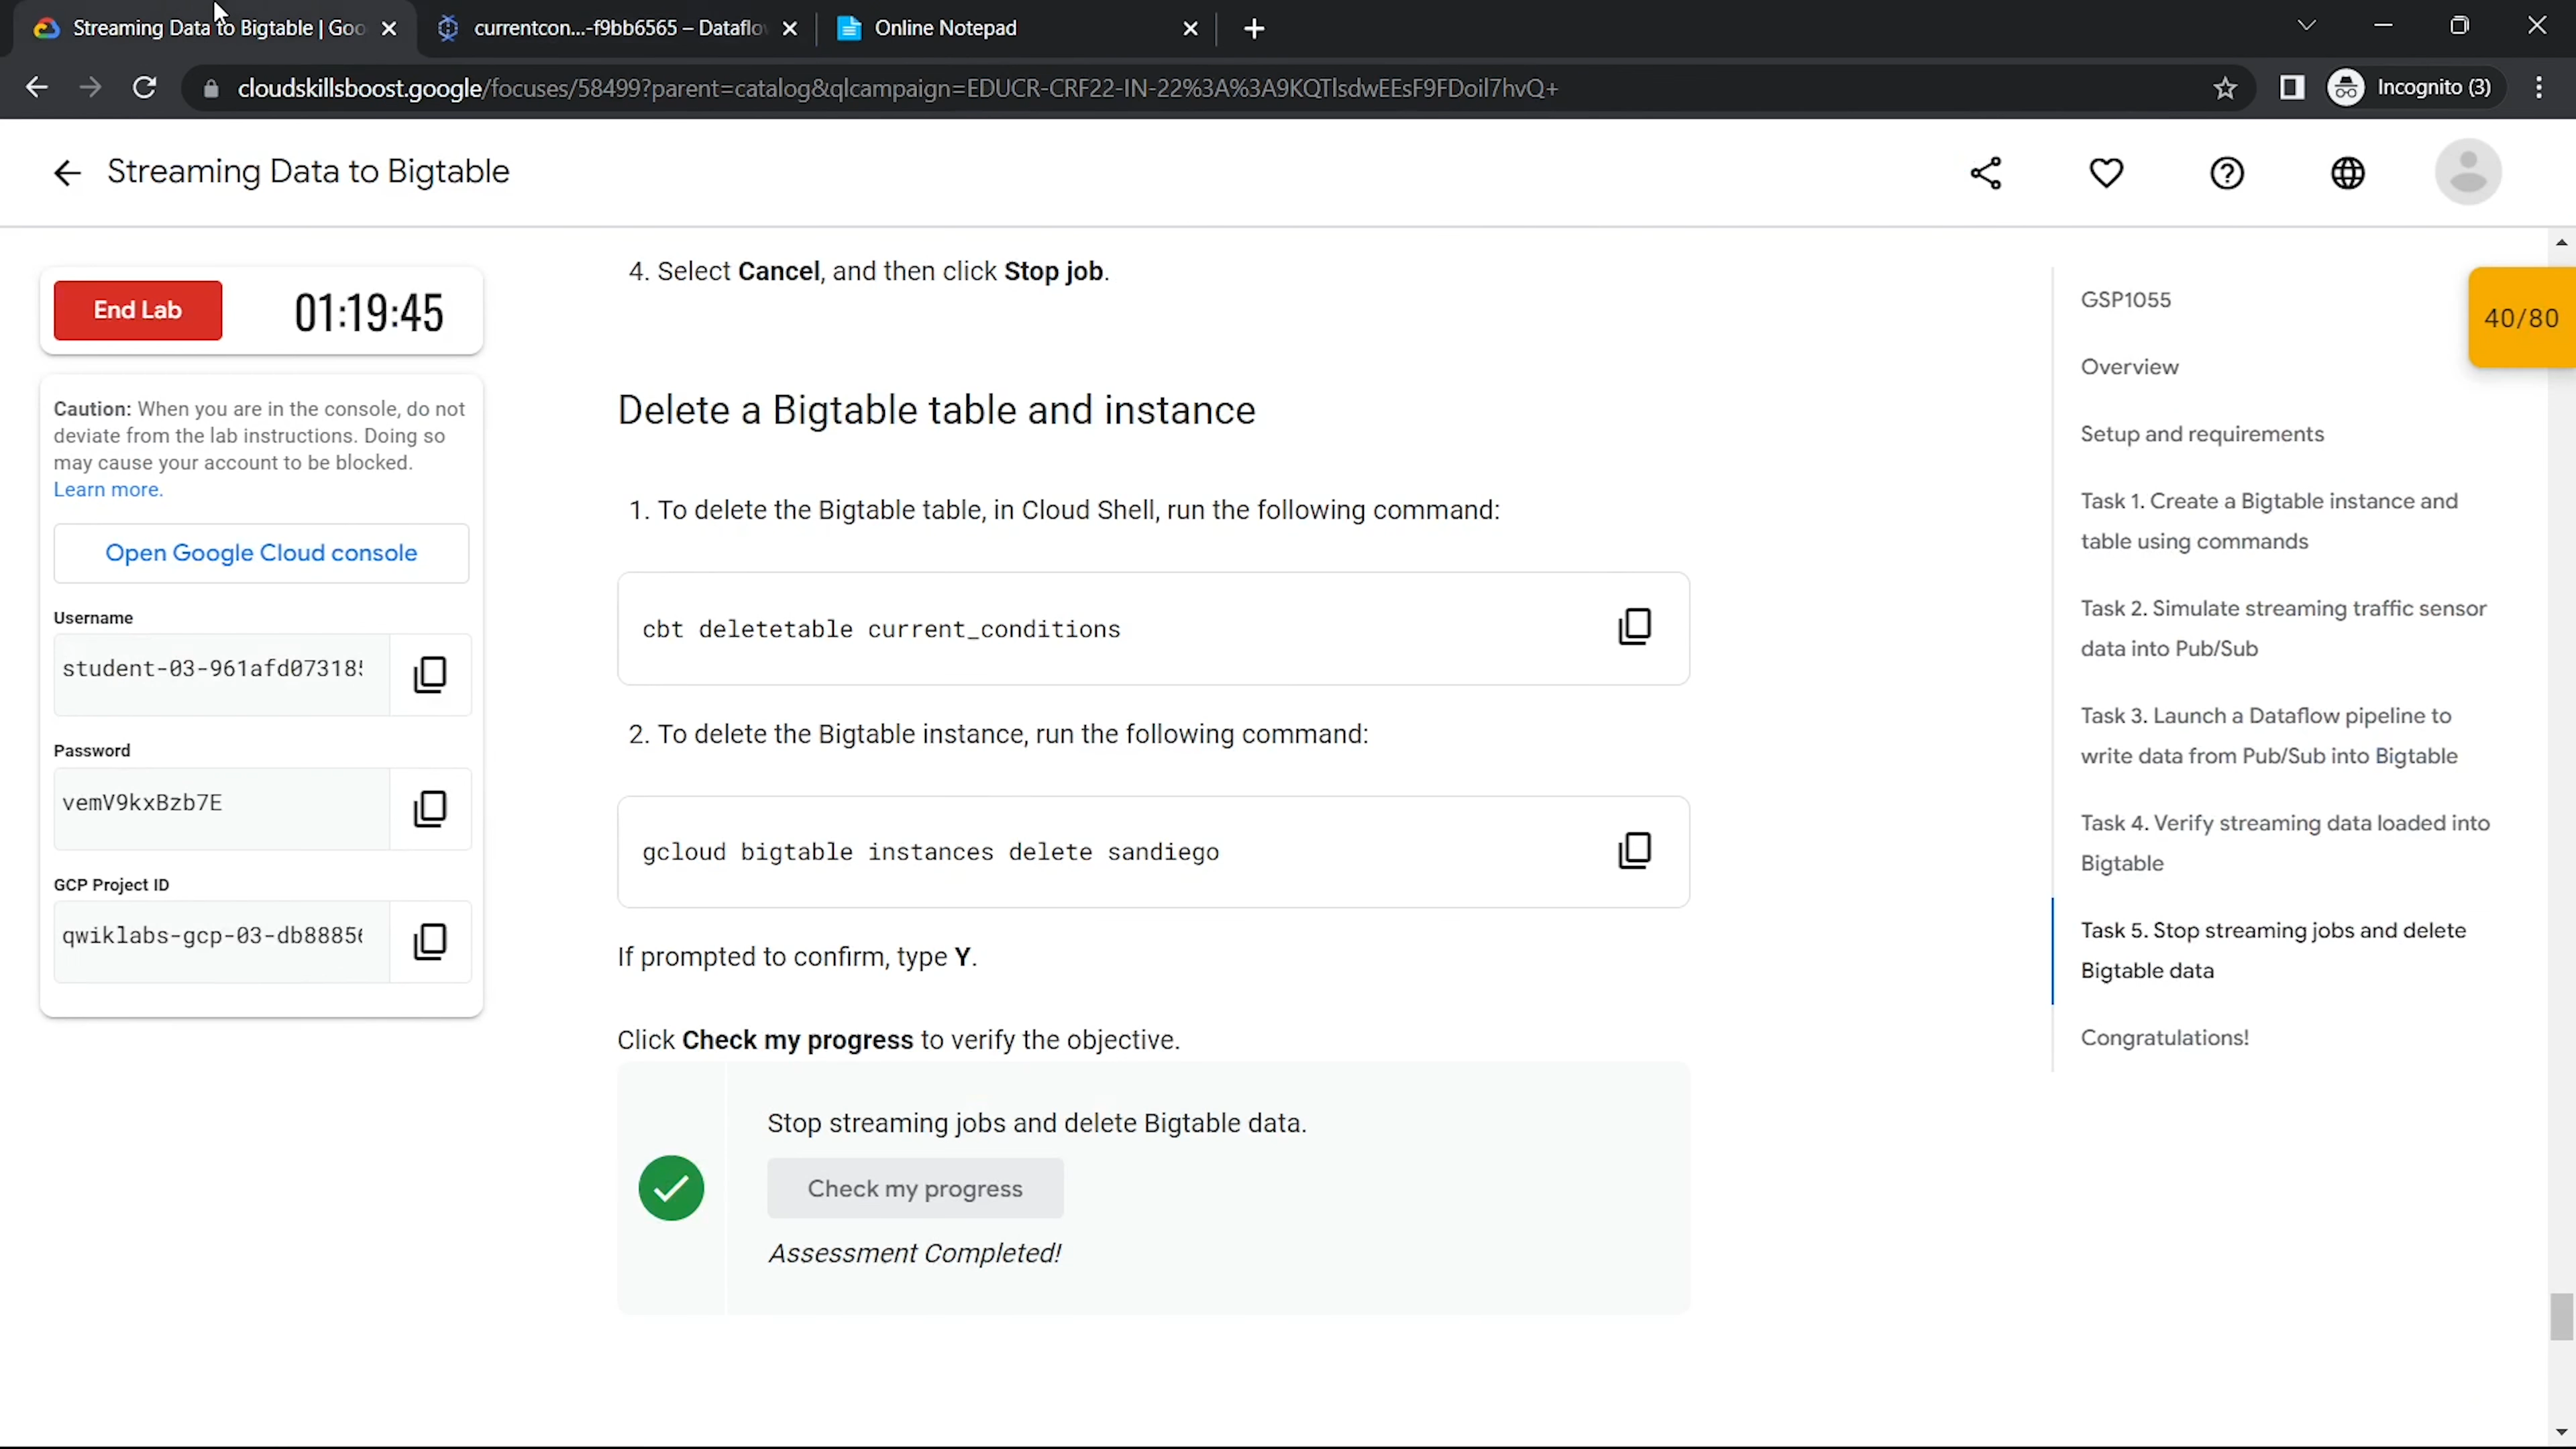 Streaming Data to Bigtable | Goo
currentcon...-f9bb6565 – Dataflo
Online Notepad
cloudskillsboost.google/focuses/58499?parent=catalog&qlcampaign=EDUCR-CRF22-IN-22%3A%3A9KQTlsdwEEsF9FDoil7hvQ+
Incognito (3)
Streaming Data to Bigtable
End Lab
01:19:45
Caution: When you are in the console, do not
deviate from the lab instructions. Doing so
may cause your account to be blocked.
Learn more.
Open Google Cloud console
Username
student-03-961afd073185
Password
vemV9kxBzb7E
GCP Project ID
qwiklabs-gcp-03-db88856
4. Select Cancel, and then click Stop job.
Delete a Bigtable table and instance
1. To delete the Bigtable table, in Cloud Shell, run the following command:
cbt deletetable current_conditions
2. To delete the Bigtable instance, run the following command:
gcloud bigtable instances delete sandiego
If prompted to confirm, type Y.
Click Check my progress to verify the objective.
Stop streaming jobs and delete Bigtable data.
Check my progress
Assessment Completed!
GSP1055
Overview
Setup and requirements
Task 1. Create a Bigtable instance and
table using commands
Task 2. Simulate streaming traffic sensor
data into Pub/Sub
Task 3. Launch a Dataflow pipeline to
write data from Pub/Sub into Bigtable
Task 4. Verify streaming data loaded into
Bigtable
Task 5. Stop streaming jobs and delete
Bigtable data
Congratulations!
40/80